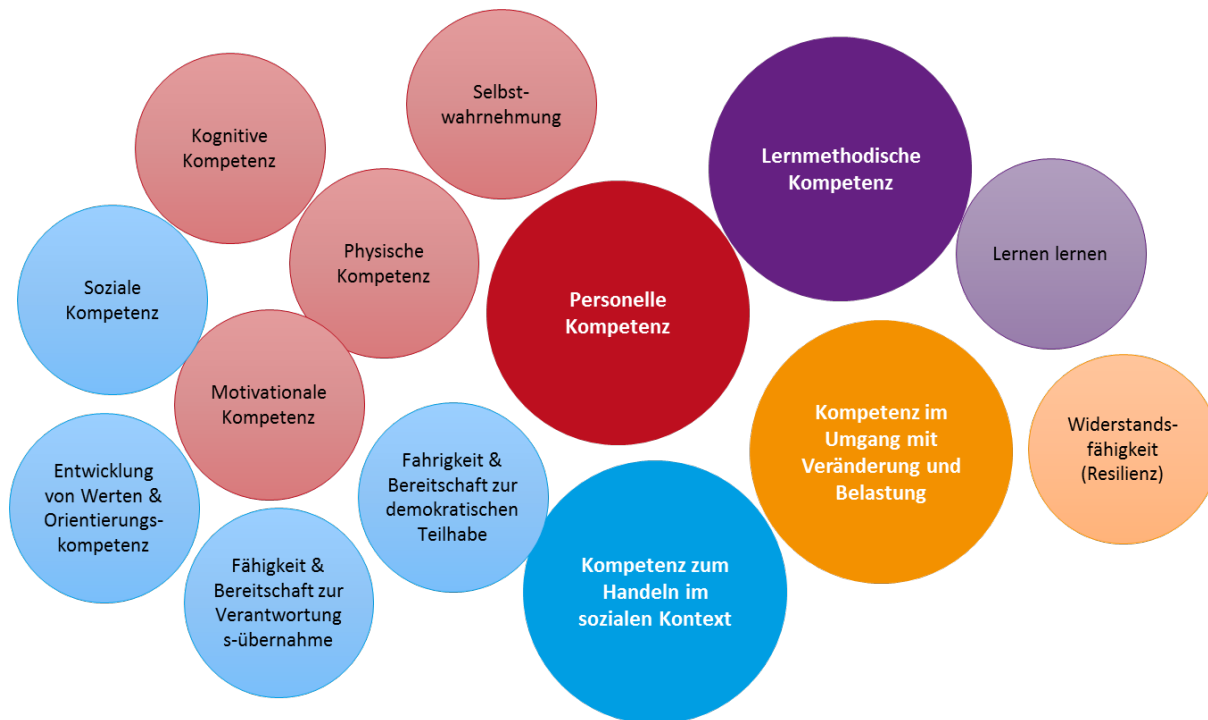 Selbst-
wahrnehmung
Kognitive
Kompetenz
Lernmethodische
Kompetenz
Physische
Kompetenz
Lernen lernen
Soziale
Kompetenz
Personelle
Kompetenz
Motivationale
Kompetenz
Kompetenz im
Umgang mit
Veränderung und
Belastung
Widerstands-
fähigkeit
(Resilienz)
Entwicklung
von Werten &
Orientierungs-
kompetenz
Fahrigkeit &
Bereitschaft zur
demokratischen
Teilhabe
Fähigkeit &
Bereitschaft zur
Verantwortung
s-übernahme
Kompetenz zum
Handeln im
sozialen Kontext